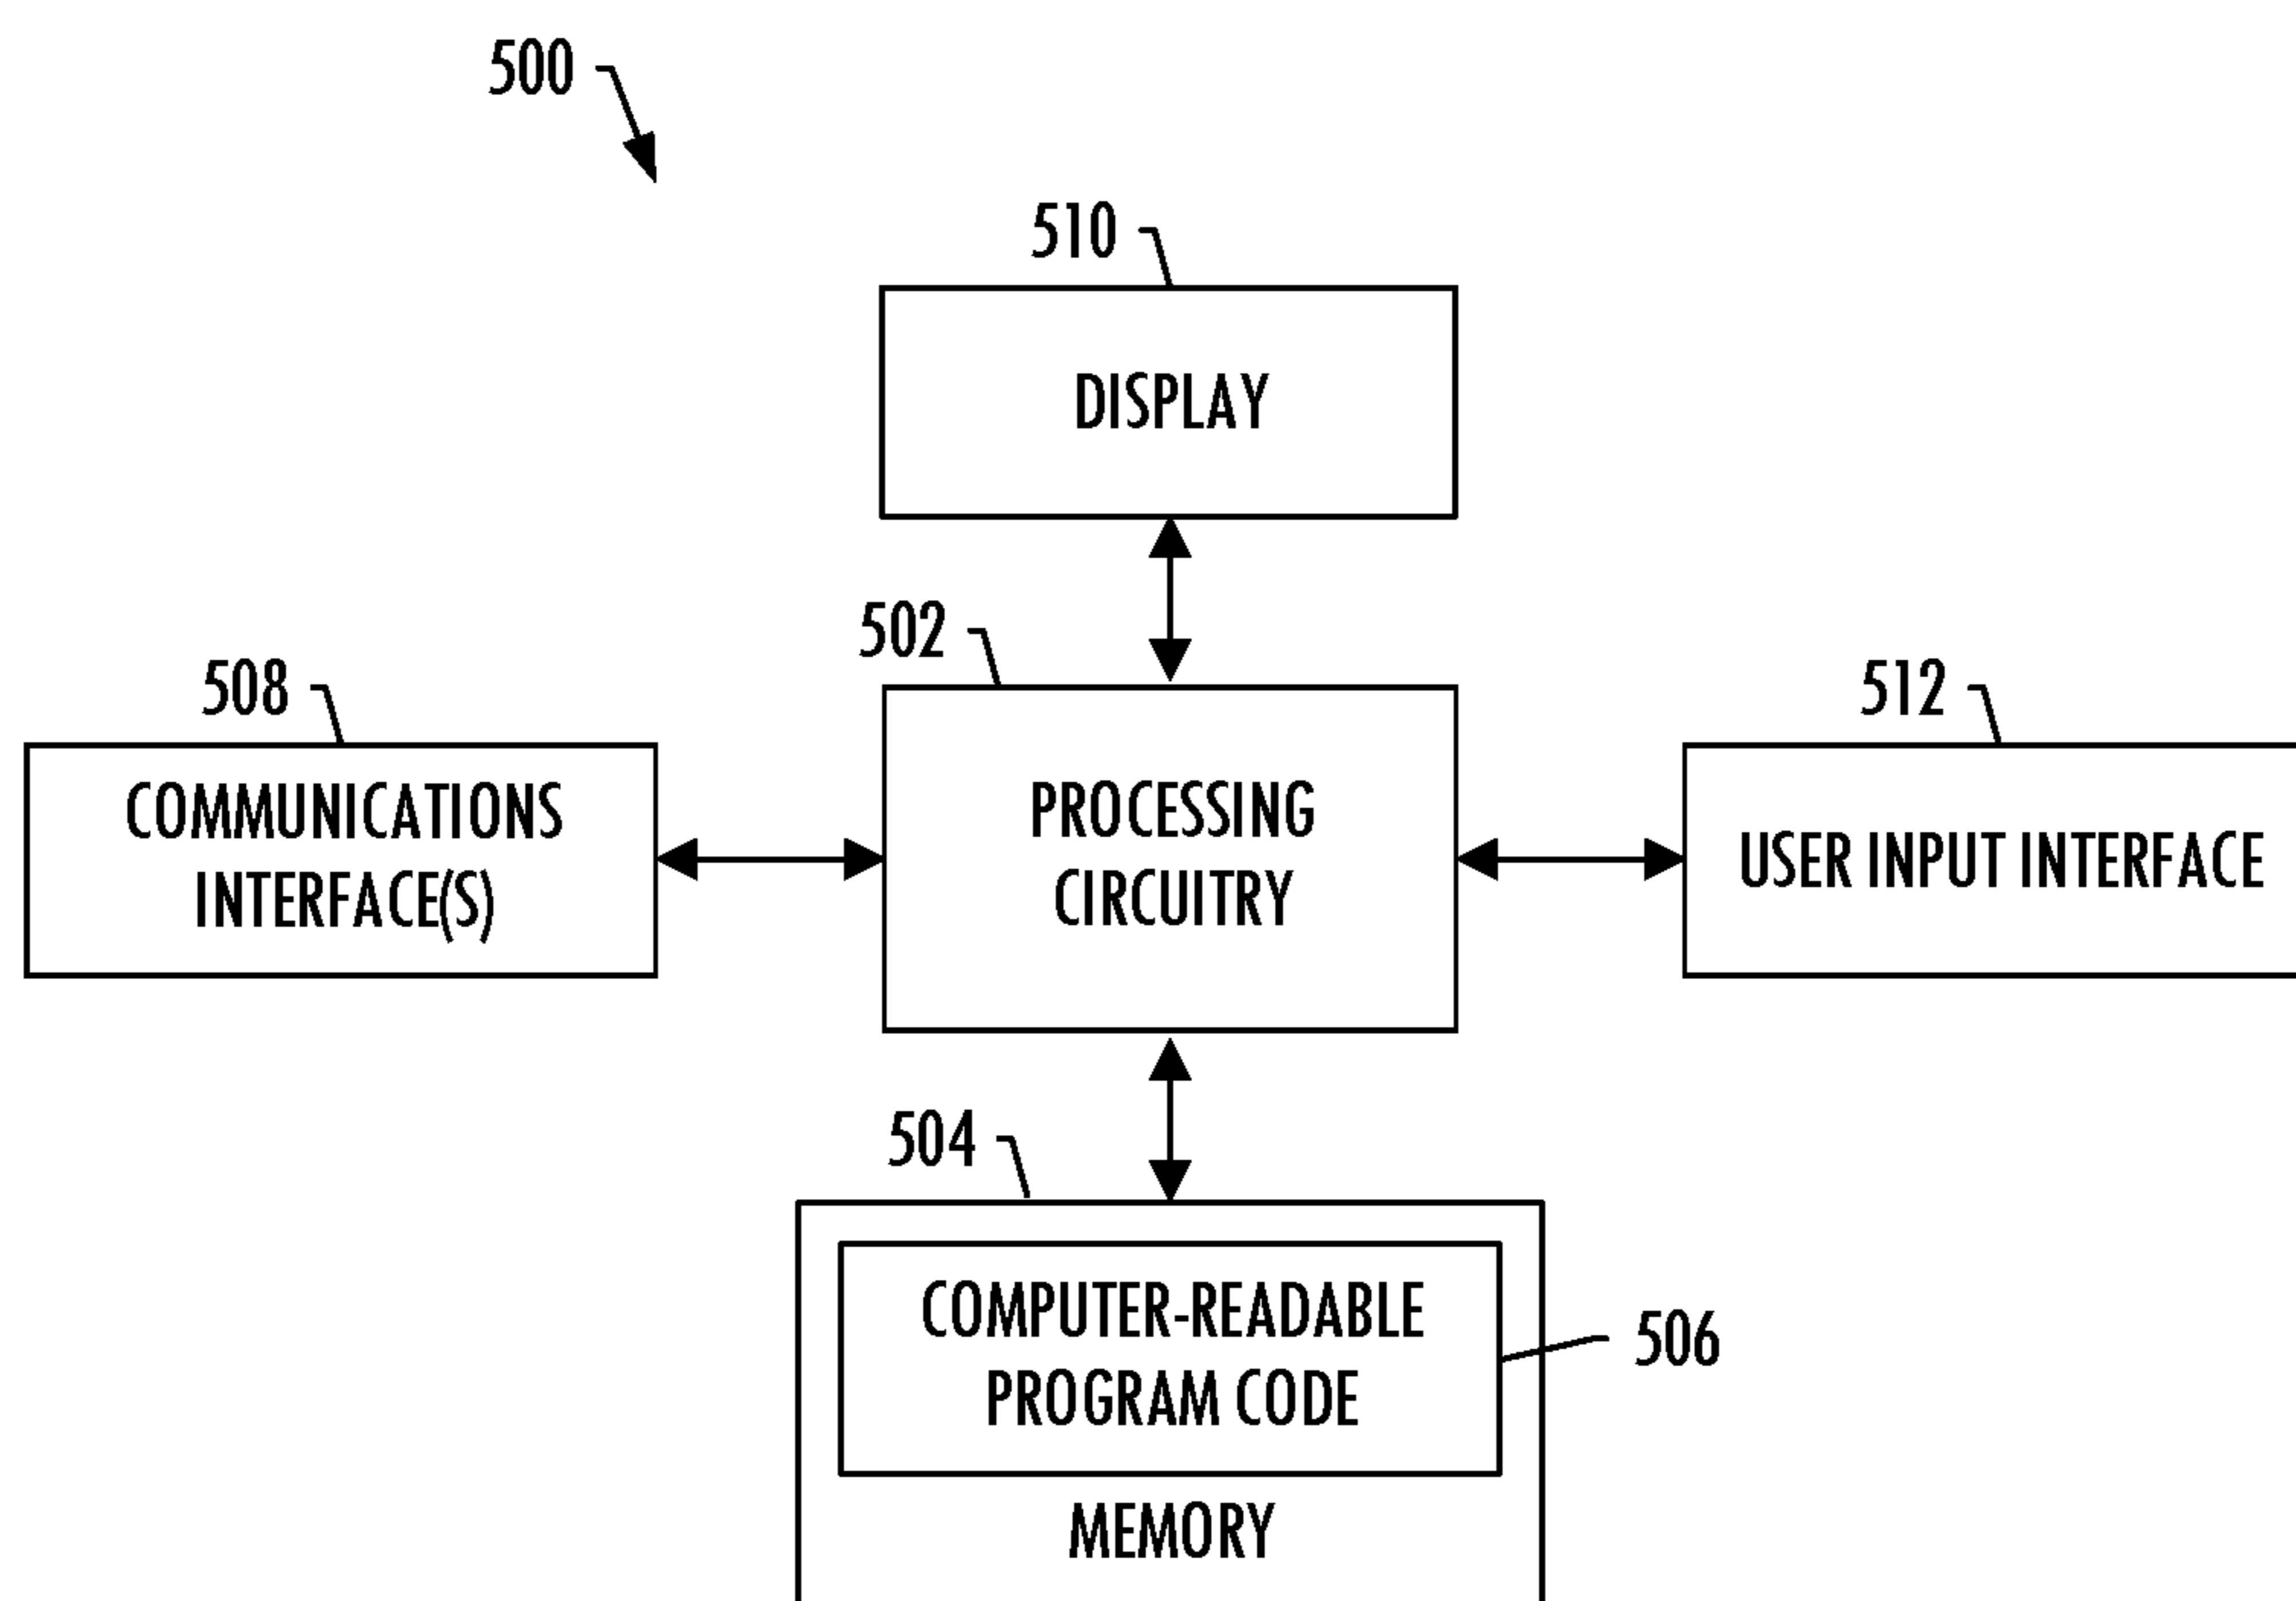 500
510
DISPLAY
502
508
512
COMMUNICATIONS
INTERFACE(S)
PROCESSING
CIRCUITRY
USER INPUT INTERFACE
504
COMPUTER-READABLE
PROGRAM CODE
506
MEMORY